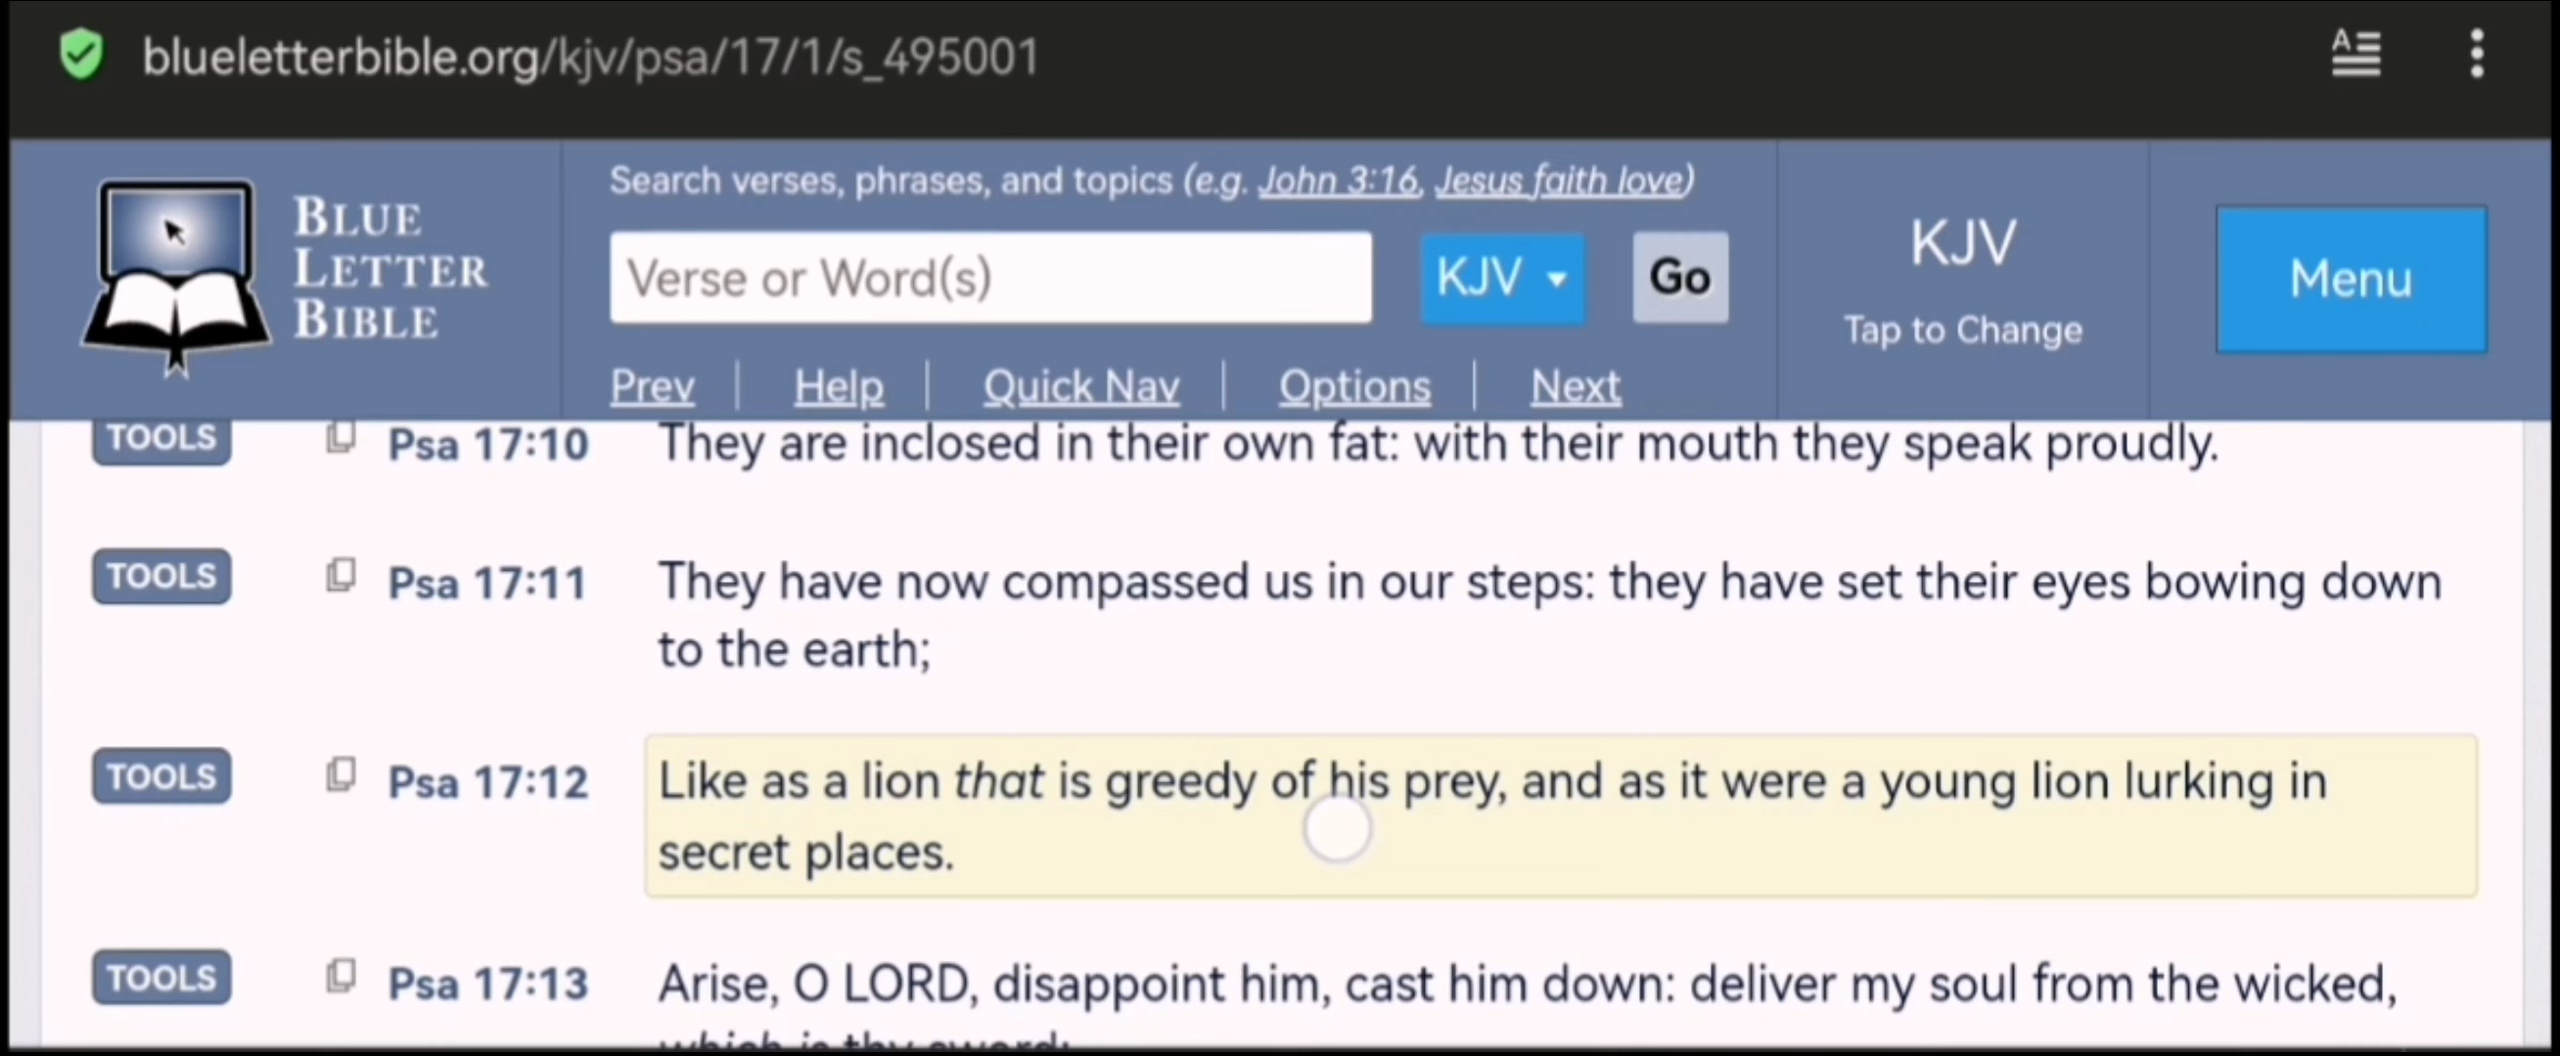 blueletterbible.org/kjv/psa/17/1/s_495001
BLUE
LETTER
BIBLE
Search verses, phrases, and topics (e.g. John 3:16, Jesus faith love)
Verse or Word(s)
KJV
Go
Prev | Help | Quick Nav | Options | Next
KJV
Tap to Change
Menu
TOOLS Psa 17:10 They are inclosed in their own fat: with their mouth they speak proudly.
TOOLS Psa 17:11 They have now compassed us in our steps: they have set their eyes bowing down
to the earth;
TOOLS Psa 17:12 Like as a lion that is greedy of his prey, and as it were a young lion lurking in
secret places.
TOOLS Psa 17:13 Arise, O LORD, disappoint him, cast him down: deliver my soul from the wicked,
which is thy sword: